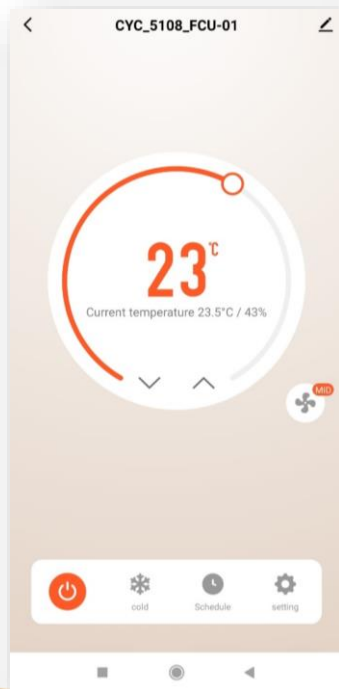 CYC_5108_FCU-01
23℃
Current temperature 23.5°C / 43%
MID
cold
Schedule
setting